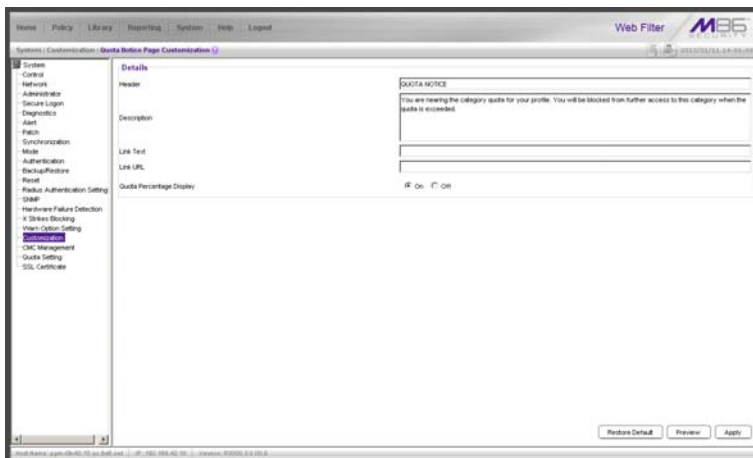 Home Policy Library Reporting System Help Logout
Web Filter
M86
SECURITY
System : Customization : Quota Notice Page Customization
System
Control
Network
Administrator
Secure Logon
Diagnostics
Alert
Patch
Synchronization
Mode
Authentication
Backup/Restore
Reset
Radius Authentication Setting
SNMP
Hardware Failure Detection
X Strikes Blocking
Warn Option Setting
Customization
CMC Management
Quota Setting
SSL Certificate
Details
Header
QUOTA NOTICE
Description
You are nearing the category quota for your profile. You will be blocked from further access to this category when the
quota is exceeded.
Link Text
Link URL
Quota Percentage Display
On Off
Restore Default Preview Apply
Host Name: IP: Version: